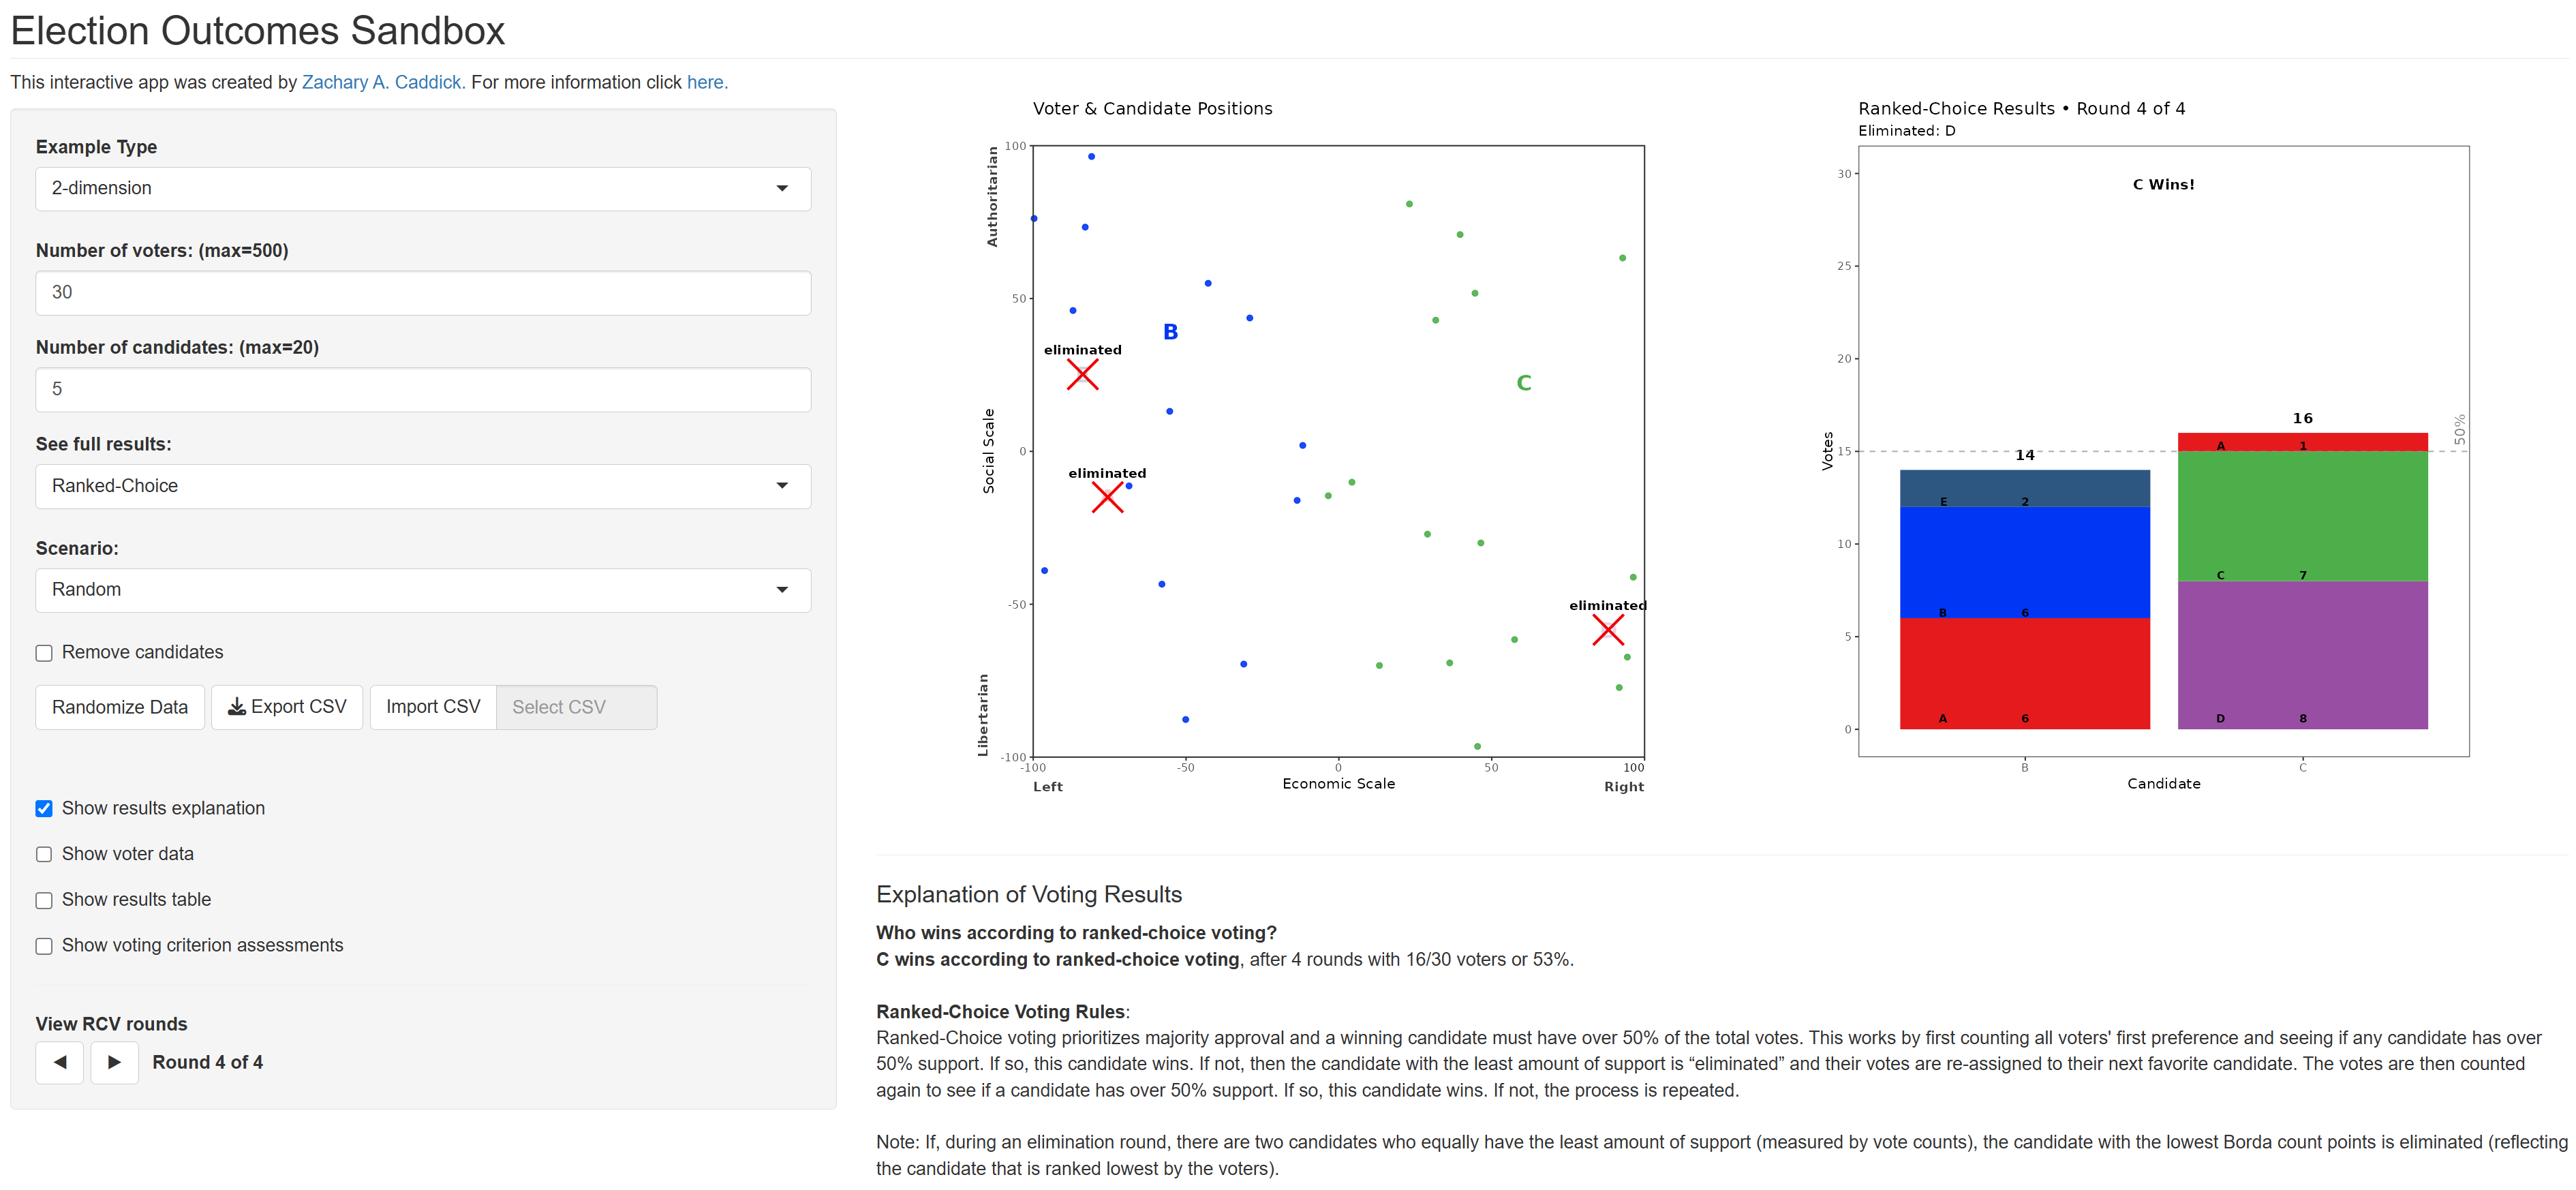 Election Outcomes Sandbox
This interactive app was created by Zachary A. Caddick. For more information click here.
Example Type
2-dimension
Number of voters: (max=500)
30
Number of candidates: (max=20)
5
See full results:
Ranked-Choice
Scenario:
Random
Remove candidates
Randomize Data
Export CSV
Import CSV
Select CSV
Show results explanation
Show voter data
Show results table
Show voting criterion assessments
View RCV rounds
Round 4 of 4
Voter & Candidate Positions
Authoritarian
Social Scale
Libertarian
100
50
0
-50
-100
B
C
eliminated
eliminated
eliminated
-100
-50
0
50
100
Left
Economic Scale
Right
Ranked-Choice Results • Round 4 of 4
Eliminated: D
C Wins!
Votes
30
25
20
15
10
5
0
50%
14
E 2
B 6
A 6
16
A 1
C 7
D 8
B
C
Candidate
Explanation of Voting Results
Who wins according to ranked-choice voting?
C wins according to ranked-choice voting, after 4 rounds with 16/30 voters or 53%.
Ranked-Choice Voting Rules:
Ranked-Choice voting prioritizes majority approval and a winning candidate must have over 50% of the total votes. This works by first counting all voters' first preference and seeing if any candidate has over
50% support. If so, this candidate wins. If not, then the candidate with the least amount of support is “eliminated” and their votes are re-assigned to their next favorite candidate. The votes are then counted
again to see if a candidate has over 50% support. If so, this candidate wins. If not, the process is repeated.
Note: If, during an elimination round, there are two candidates who equally have the least amount of support (measured by vote counts), the candidate with the lowest Borda count points is eliminated (reflecting
the candidate that is ranked lowest by the voters).